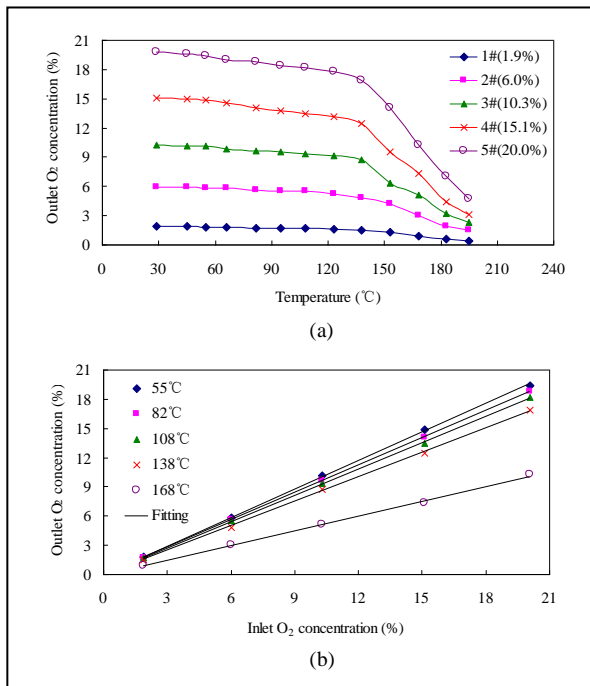 21
18
15
12
9
6
3
0
Outlet O₂ concentration (%)
1#(1.9%)
2#(6.0%)
3#(10.3%)
4#(15.1%)
5#(20.0%)
0 30 60 90 120 150 180 210 240
Temperature (℃)
(a)
21
18
15
12
9
6
3
0
Outlet O₂ concentration (%)
55℃
82℃
108℃
138℃
168℃
Fitting
0 3 6 9 12 15 18 21
Inlet O₂ concentration (%)
(b)